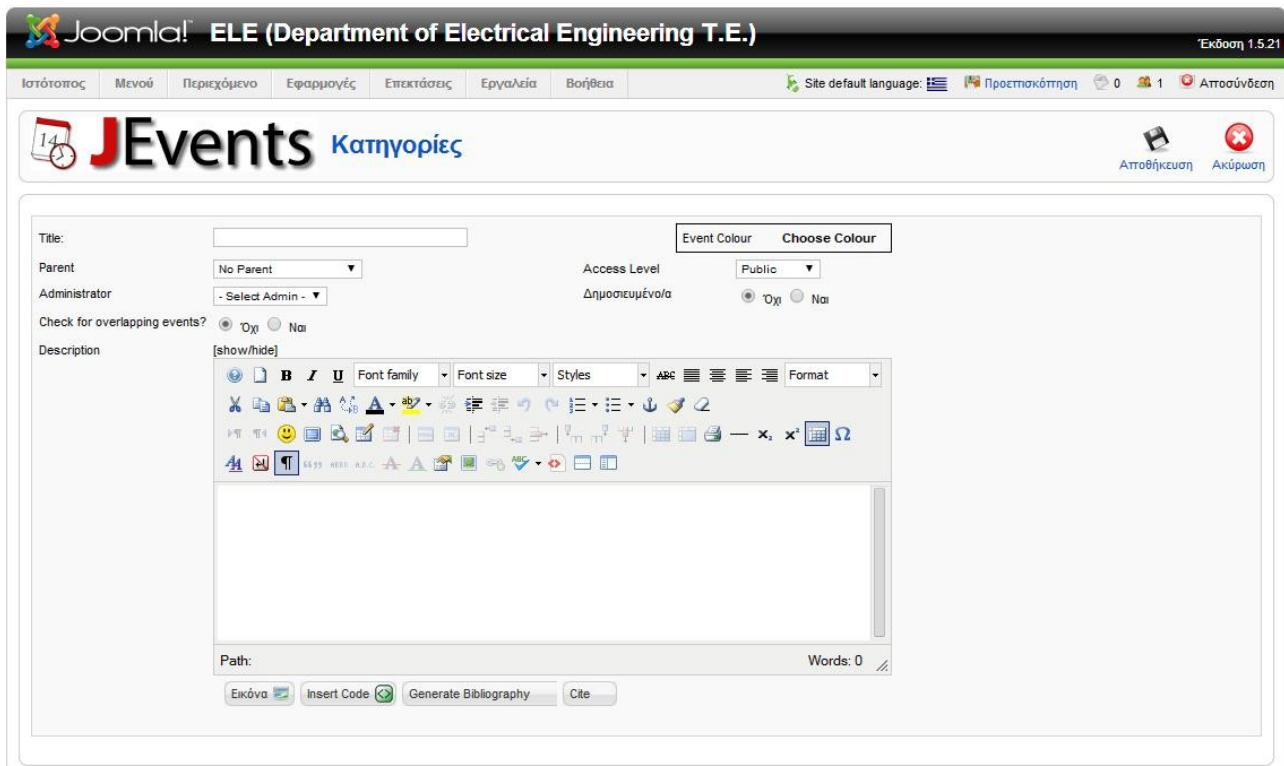 Joomla! ELE (Department of Electrical Engineering T.E.)
Έκδοση 1.5.21
Ιστότοπος Μενού Περιεχόμενο Εφαρμογές Επεκτάσεις Εργαλεία Βοήθεια Site default language: Προεπισκόπηση 0 1 Αποσύνδεση
14 JEvents Κατηγορίες
Αποθήκευση Ακύρωση
Title: Event Colour Choose Colour
Parent No Parent Access Level Public
Administrator - Select Admin - Δημοσιευμένο/α Όχι Ναι
Check for overlapping events? Όχι Ναι
Description [show/hide]
B I U Font family Font size Styles ABC Format
Path: Words: 0
Εικόνα Insert Code Generate Bibliography Cite